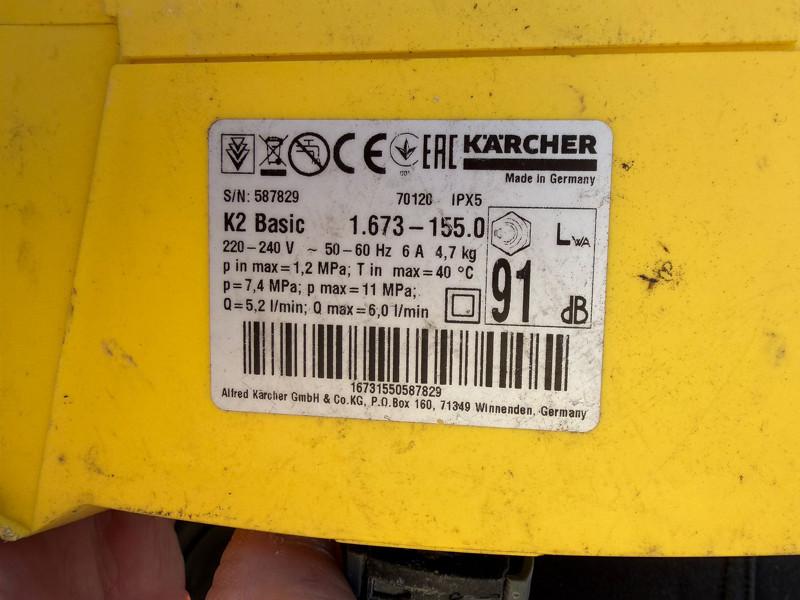 CE EAC KÄRCHER
Made in Germany
S/N: 587829 70120 IPX5
K2 Basic 1.673-155.0
220-240 V ~ 50-60 Hz 6 A 4,7 kg
p in max=1,2 MPa; T in max=40 °C
p=7,4 MPa; p max=11 MPa;
Q=5,2 l/min; Q max=6,0 l/min
LWA
91 dB
16731550587829
Alfred Kärcher GmbH & Co.KG, P.O.Box 160, 71349 Winnenden, Germany